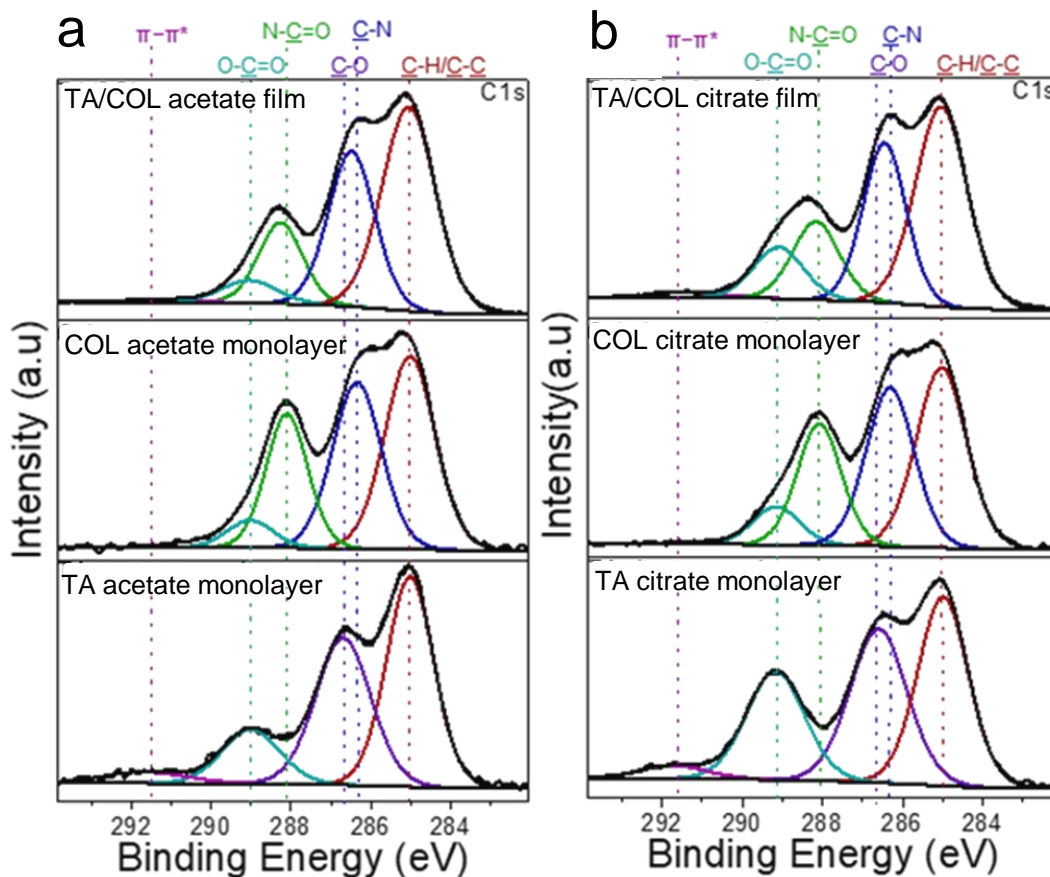 a
π–π*
N-C=O
C-N
O-C=O
C-O
C-H/C-C
C1s
TA/COL acetate film
COL acetate monolayer
TA acetate monolayer
Intensity (a.u)
292 290 288 286 284
Binding Energy (eV)
b
π–π*
N-C=O
C-N
O-C=O
C-O
C-H/C-C
C1s
TA/COL citrate film
COL citrate monolayer
TA citrate monolayer
Intensity(a.u)
292 290 288 286 284
Binding Energy (eV)